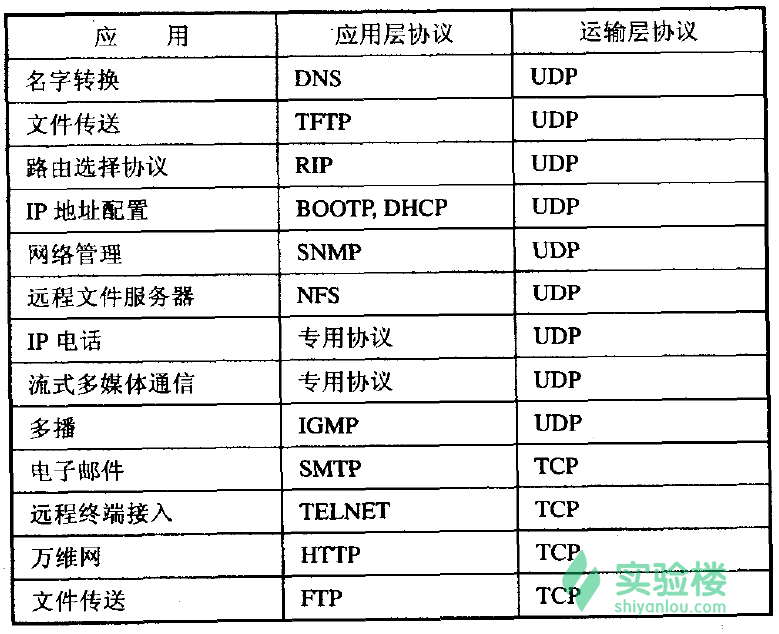 应 用 应用层协议 运输层协议
名字转换 DNS UDP
文件传送 TFTP UDP
路由选择协议 RIP UDP
IP 地址配置 BOOTP, DHCP UDP
网络管理 SNMP UDP
远程文件服务器 NFS UDP
IP 电话 专用协议 UDP
流式多媒体通信 专用协议 UDP
多播 IGMP UDP
电子邮件 SMTP TCP
远程终端接入 TELNET TCP
万维网 HTTP TCP
文件传送 FTP TCP
实验楼
shiyanlou.com